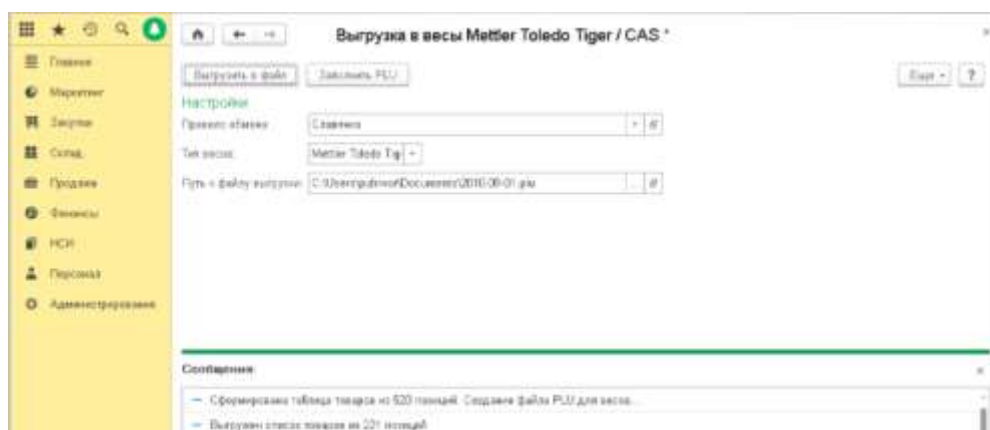 Выгрузка в весы Mettler Toledo Tiger / CAS *
Выгрузить в файл
Заполнить PLU
Еще
?
Главное
Маркетинг
Закупки
Склад
Продажи
Финансы
НСИ
Персонал
Администрирование
Настройки
Правило обмена:
Славянка
Тип весов:
Mettler Toledo Tig
Путь к файлу выгрузки:
Сообщения:
— Сформирована таблица товаров из 520 позиций. Создание файла PLU для весов...
— Выгружен список товаров из 221 позиций